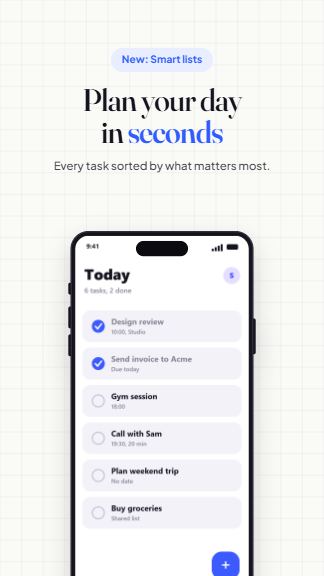 New: Smart lists
Plan your day
in seconds
Every task sorted by what matters most.
9:41
Today
S
6 tasks, 2 done
Design review
10:00, Studio
Send invoice to Acme
Due today
Gym session
18:00
Call with Sam
19:30, 20 min
Plan weekend trip
No date
Buy groceries
Shared list
+